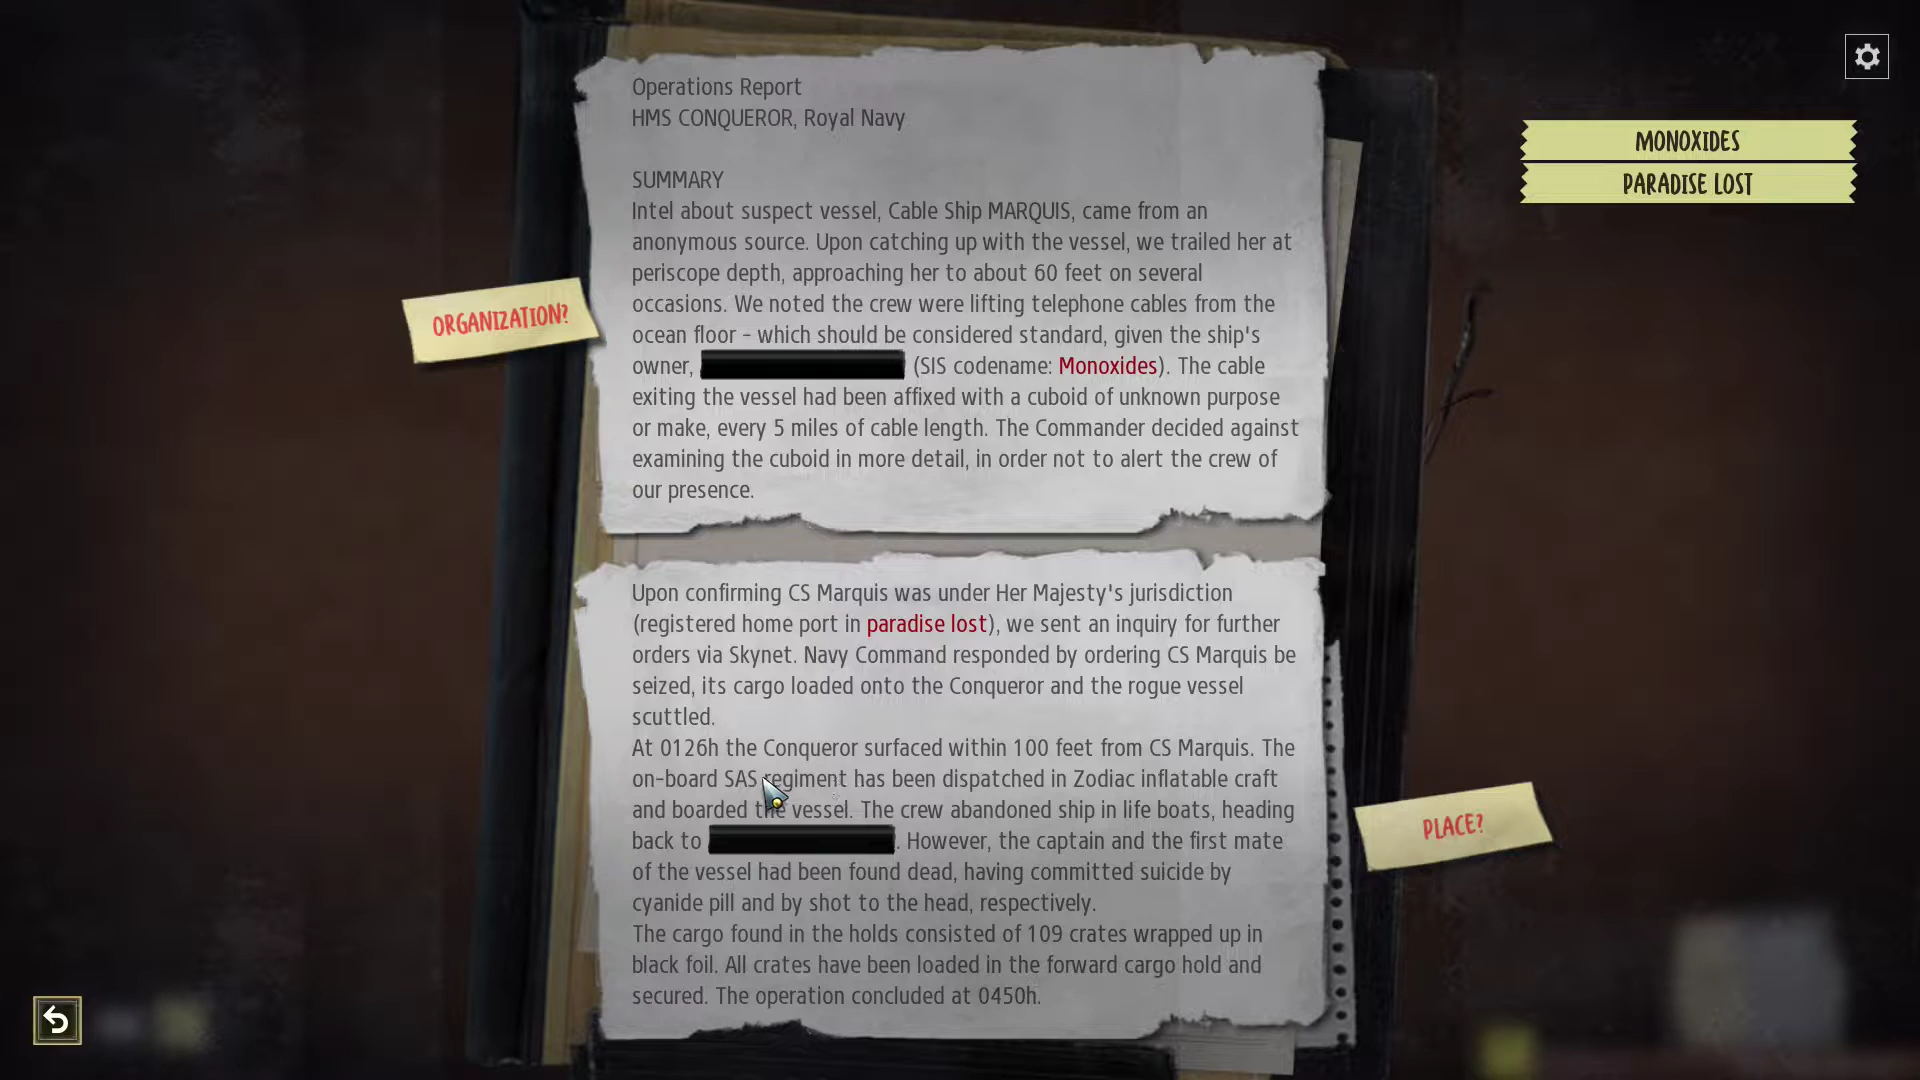 Operations Report
HMS CONQUEROR, Royal Navy
SUMMARY
Intel about suspect vessel, Cable Ship MARQUIS, came from an
anonymous source. Upon catching up with the vessel, we trailed her at
periscope depth, approaching her to about 60 feet on several
occasions. We noted the crew were lifting telephone cables from the
ocean floor - which should be considered standard, given the ship's
owner, (SIS codename: Monoxides). The cable
exiting the vessel had been affixed with a cuboid of unknown purpose
or make, every 5 miles of cable length. The Commander decided against
examining the cuboid in more detail, in order not to alert the crew of
our presence.
Upon confirming CS Marquis was under Her Majesty's jurisdiction
(registered home port in paradise lost), we sent an inquiry for further
orders via Skynet. Navy Command responded by ordering CS Marquis be
seized, its cargo loaded onto the Conqueror and the rogue vessel
scuttled.
At 0126h the Conqueror surfaced within 100 feet from CS Marquis. The
on-board SAS regiment has been dispatched in Zodiac inflatable craft
and boarded the vessel. The crew abandoned ship in life boats, heading
back to . However, the captain and the first mate
of the vessel had been found dead, having committed suicide by
cyanide pill and by shot to the head, respectively.
The cargo found in the holds consisted of 109 crates wrapped up in
black foil. All crates have been loaded in the forward cargo hold and
secured. The operation concluded at 0450h.
ORGANIZATION?
PLACE?
MONOXIDES
PARADISE LOST